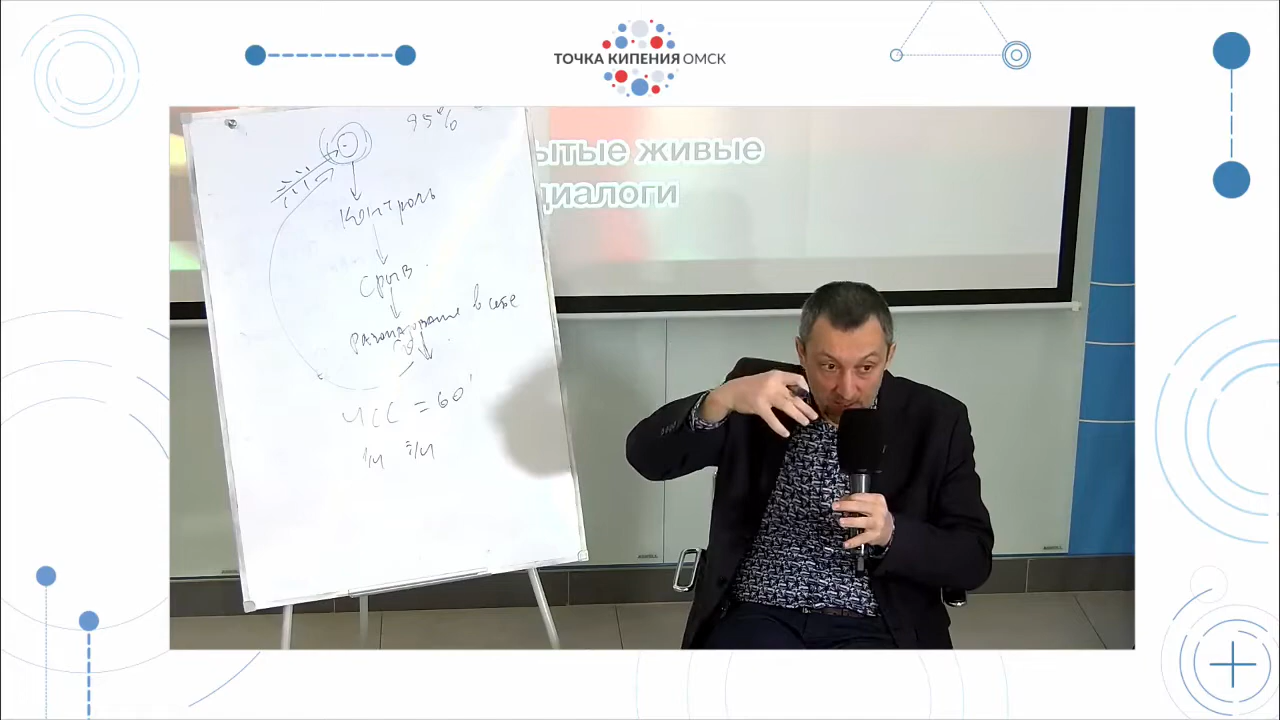 ТОЧКА КИПЕНИЯ ОМСК
95%
ытые живые
диалоги
Контроль
Срыв
Разочарование в себе
ЧСС = 60'